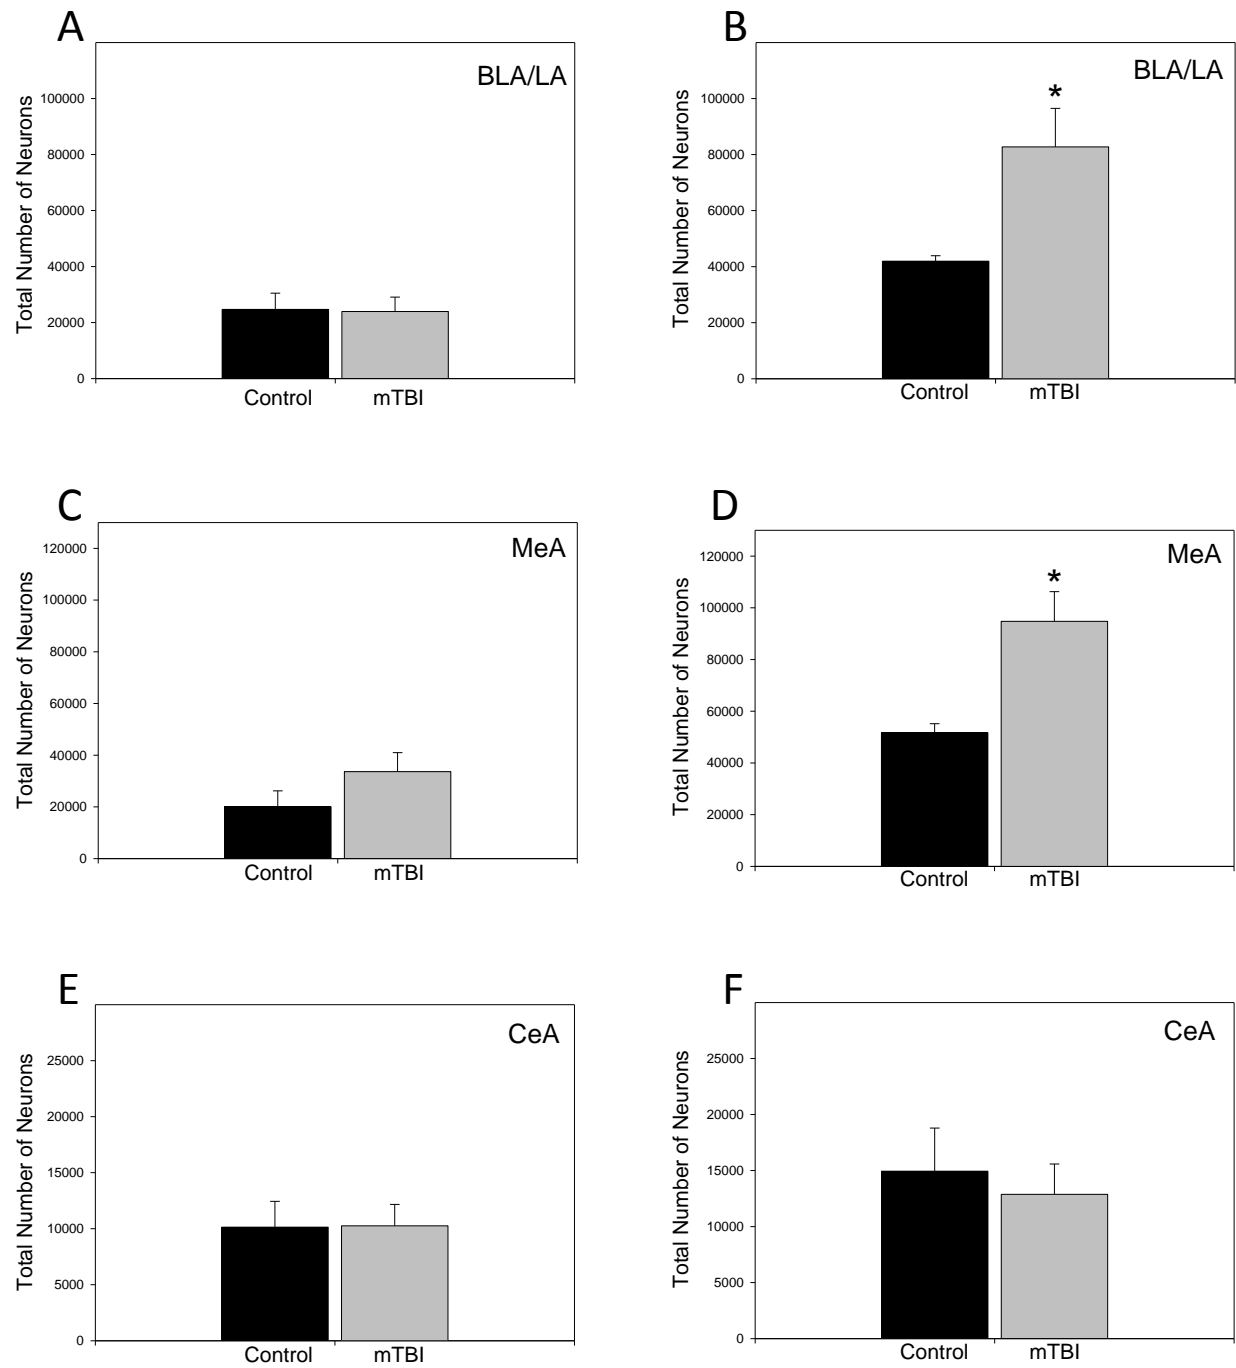 A
BLA/LA
Total Number of Neurons
100000
80000
60000
40000
20000
0
Control mTBI
B
BLA/LA
*
Total Number of Neurons
100000
80000
60000
40000
20000
0
Control mTBI
C
MeA
Total Number of Neurons
120000
100000
80000
60000
40000
20000
0
Control mTBI
D
MeA
*
Total Number of Neurons
120000
100000
80000
60000
40000
20000
0
Control mTBI
E
CeA
Total Number of Neurons
25000
20000
15000
10000
5000
0
Control mTBI
F
CeA
Total Number of Neurons
25000
20000
15000
10000
5000
0
Control mTBI